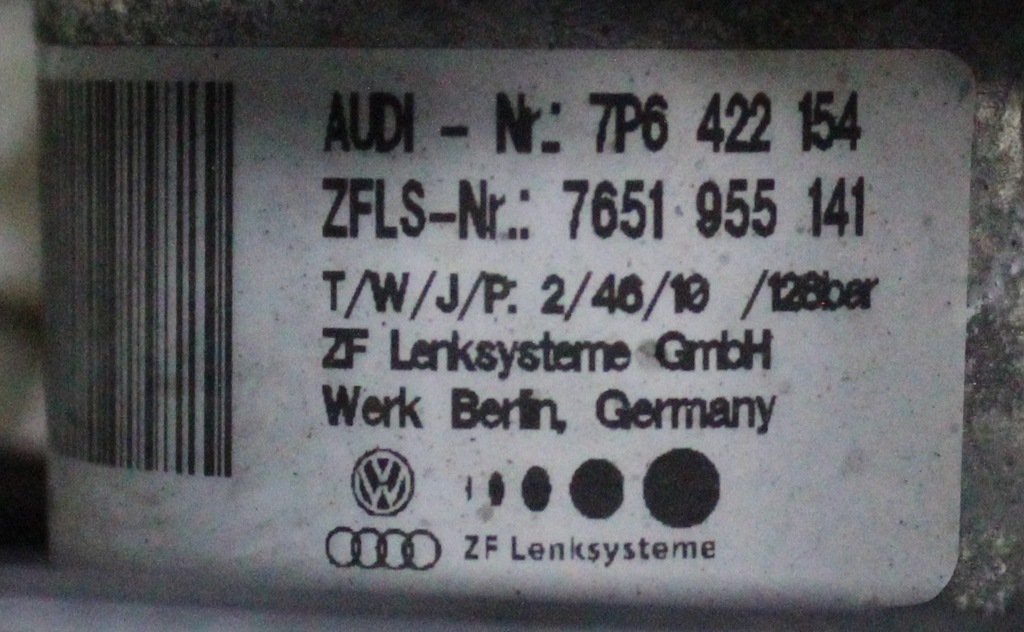 AUDI - Nr.: 7P6 422 154
ZFLS-Nr.: 7651 955 141
T/W/J/P: 2/46/10 /128bar
ZF Lenksysteme GmbH
Werk Berlin, Germany
ZF Lenksysteme